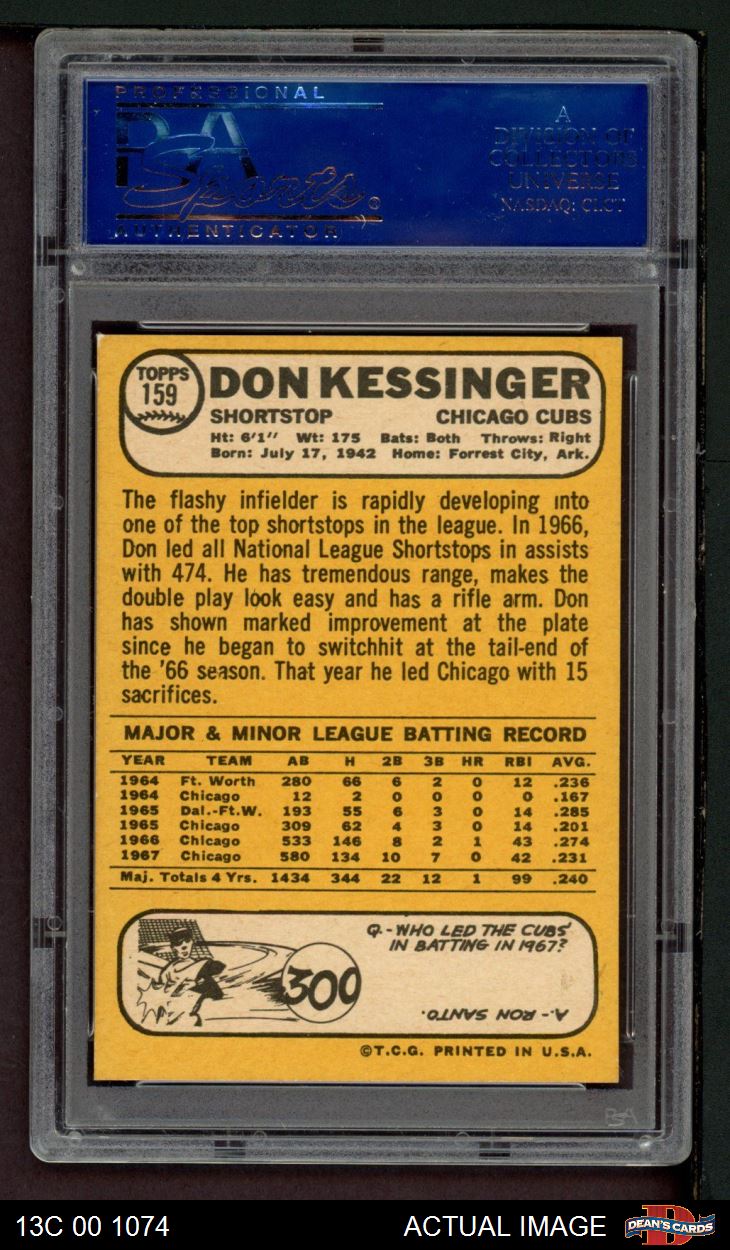 PROFESSIONAL
PSA
Sports®
AUTHENTICATOR
A
DIVISION OF
COLLECTORS
UNIVERSE
NASDAQ: CLCT
TOPPS
159
DON KESSINGER
SHORTSTOP CHICAGO CUBS
Ht: 6'1" Wt: 175 Bats: Both Throws: Right
Born: July 17, 1942 Home: Forrest City, Ark.
The flashy infielder is rapidly developing into
one of the top shortstops in the league. In 1966,
Don led all National League Shortstops in assists
with 474. He has tremendous range, makes the
double play look easy and has a rifle arm. Don
has shown marked improvement at the plate
since he began to switchhit at the tail-end of
the '66 season. That year he led Chicago with 15
sacrifices.
MAJOR & MINOR LEAGUE BATTING RECORD
YEAR TEAM AB H 2B 3B HR RBI AVG.
1964 Ft. Worth 280 66 6 2 0 12 .236
1964 Chicago 12 2 0 0 0 0 .167
1965 Dal.-Ft.W. 193 55 6 3 0 14 .285
1965 Chicago 309 62 4 3 0 14 .201
1966 Chicago 533 146 8 2 1 43 .274
1967 Chicago 580 134 10 7 0 42 .231
Maj. Totals 4 Yrs. 1434 344 22 12 1 99 .240
Q.-WHO LED THE CUBS'
IN BATTING IN 1967?
300
A.- RON SANTO.
©T.C.G. PRINTED IN U.S.A.
PSA
13C 00 1074 ACTUAL IMAGE DEAN'S CARDS